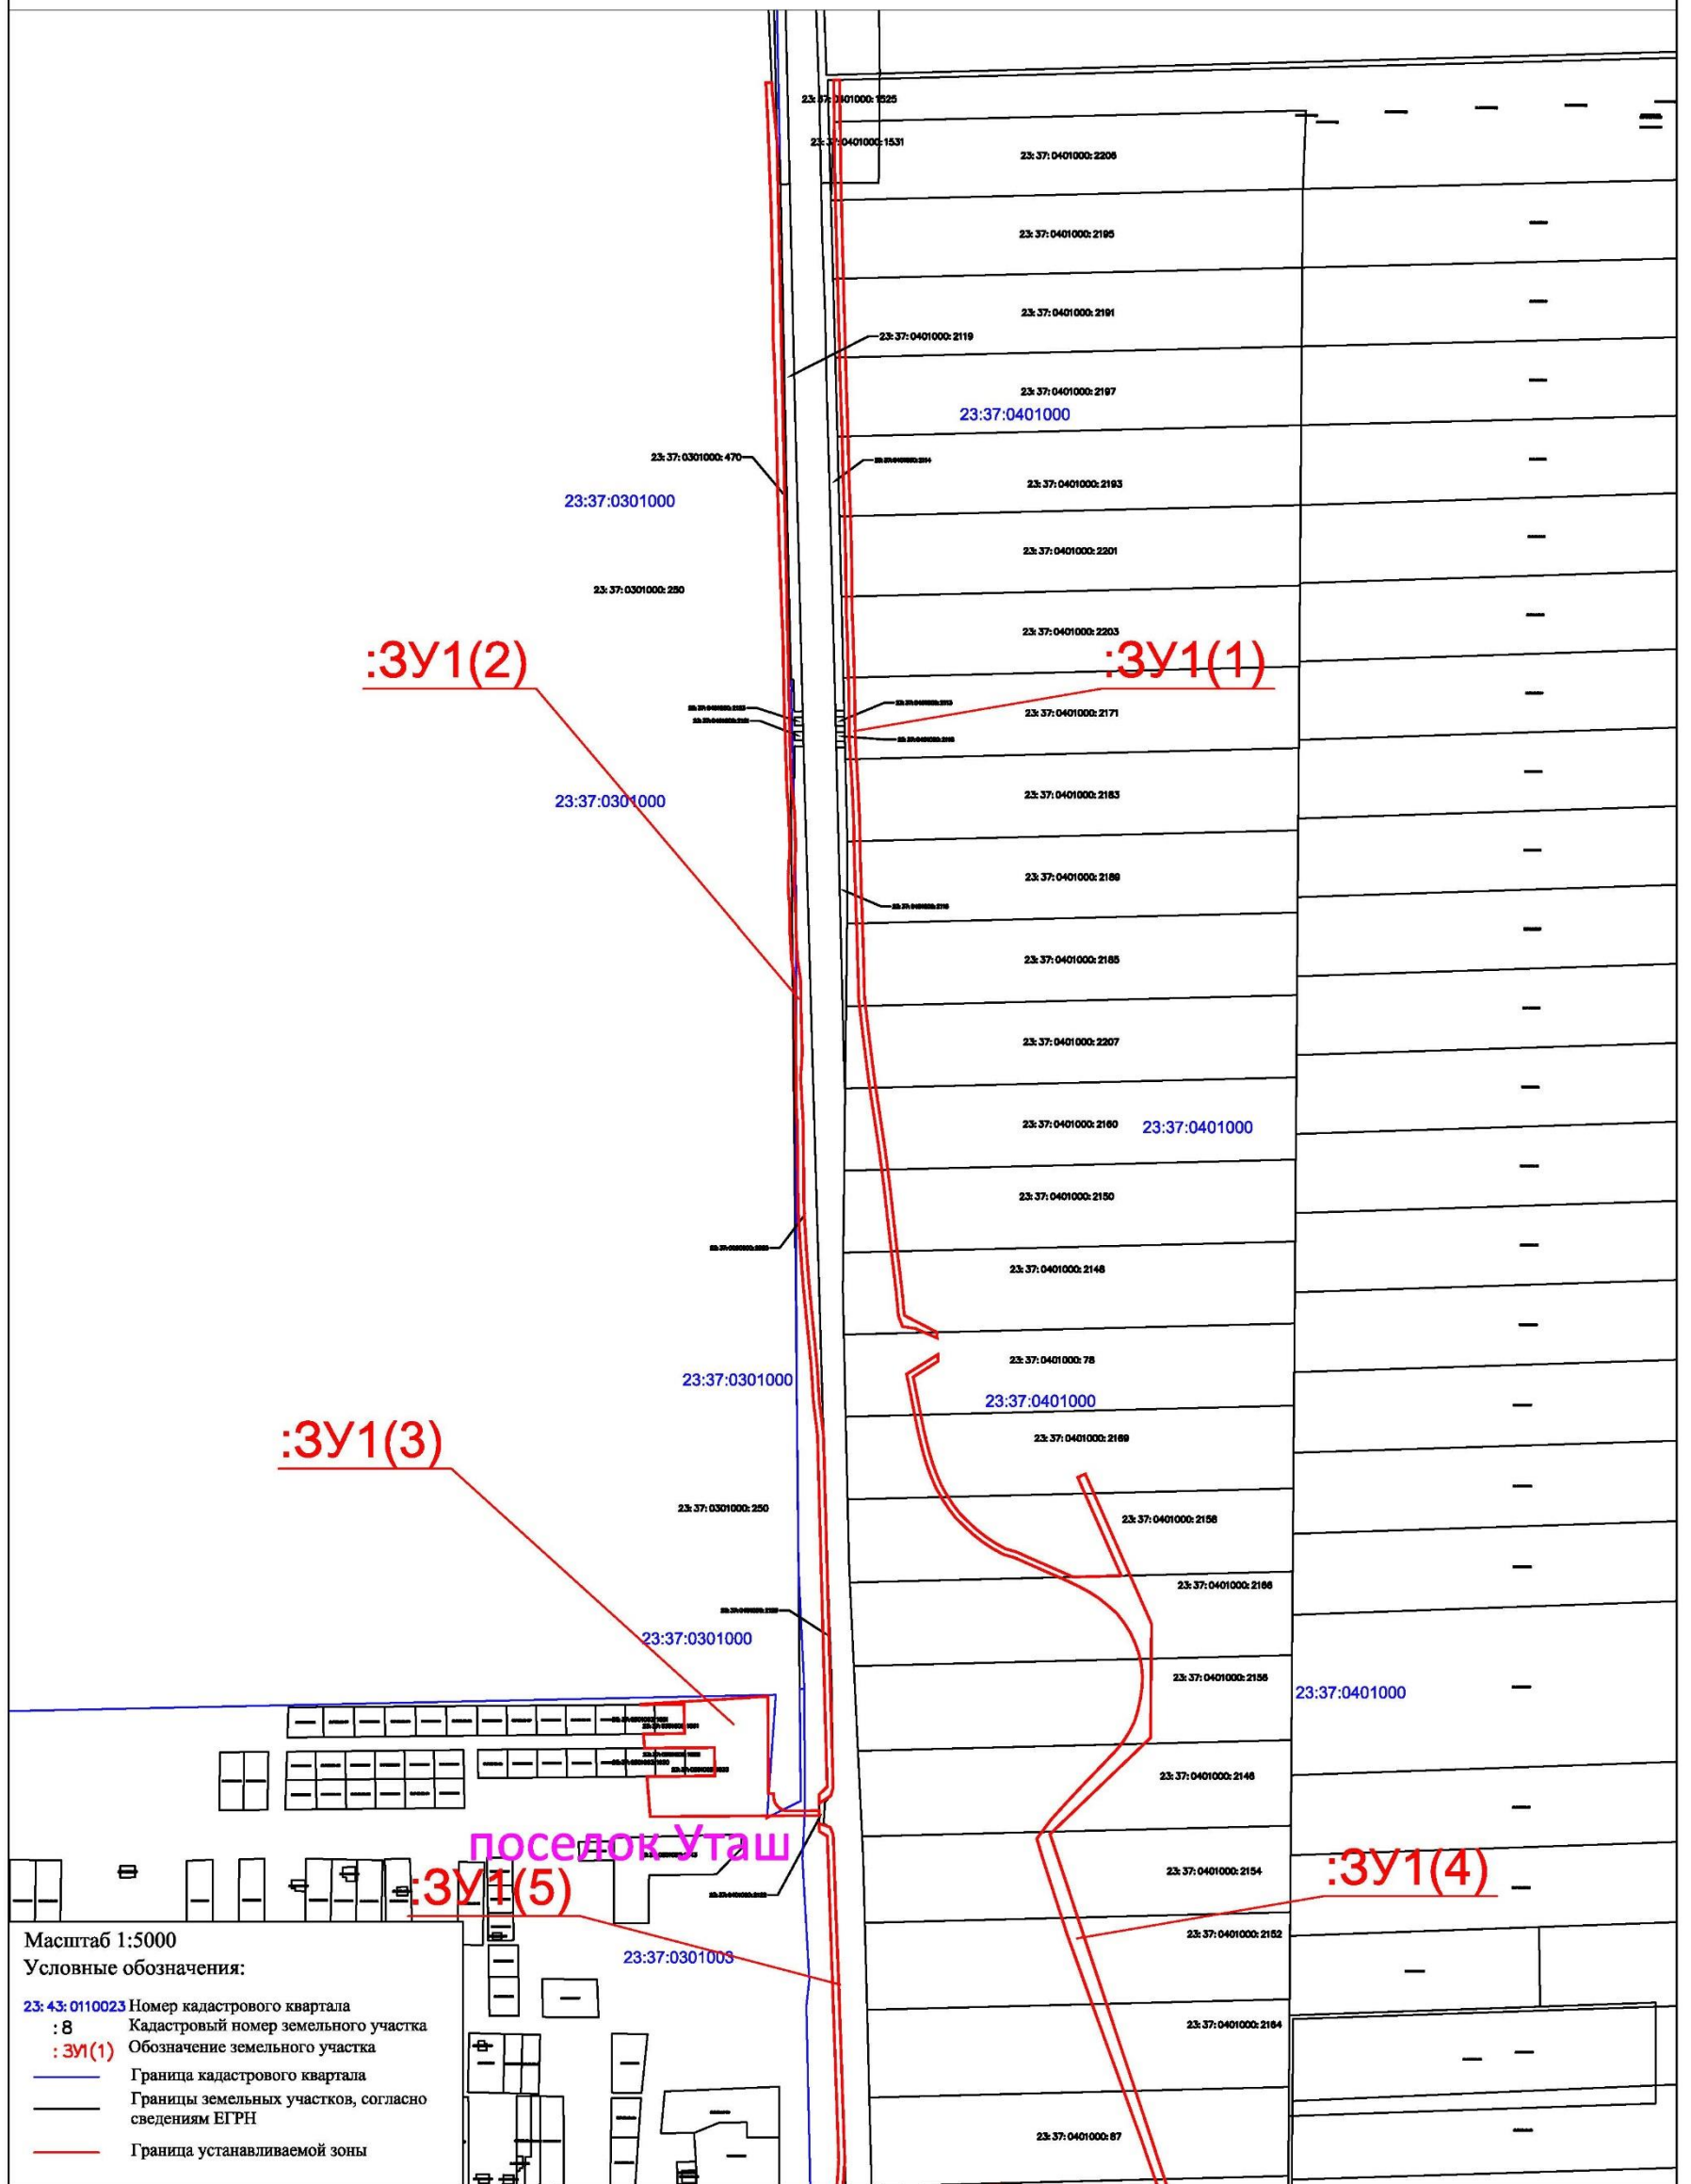 23:37:0401000:1525
23:37:0401000:1531
23:37:0401000:2206
23:37:0401000:2195
23:37:0401000:2191
23:37:0401000:2119
23:37:0401000:2197
23:37:0401000
23:37:0301000:470
23:37:0401000:2193
23:37:0301000
23:37:0401000:2201
23:37:0301000:250
23:37:0401000:2203
:ЗУ1(2)
:ЗУ1(1)
23:37:0401000:2171
23:37:0401000:2183
23:37:0301000
23:37:0401000:2189
23:37:0401000:2185
23:37:0401000:2207
23:37:0401000:2160
23:37:0401000
23:37:0401000:2150
23:37:0401000:2148
23:37:0401000:78
23:37:0301000
23:37:0401000
:ЗУ1(3)
23:37:0401000:2169
23:37:0301000:250
23:37:0401000:2158
23:37:0401000:2166
23:37:0301000
23:37:0401000:2156
23:37:0401000
23:37:0401000:2146
поселок Уташ
:ЗУ1(5)
23:37:0401000:2154
:ЗУ1(4)
23:37:0401000:2152
23:37:0301003
23:37:0401000:2164
23:37:0401000:87
Масштаб 1:5000
Условные обозначения:
23:43:0110023 Номер кадастрового квартала
:8 Кадастровый номер земельного участка
:ЗУ1(1) Обозначение земельного участка
Граница кадастрового квартала
Границы земельных участков, согласно
сведениям ЕГРН
Граница устанавливаемой зоны